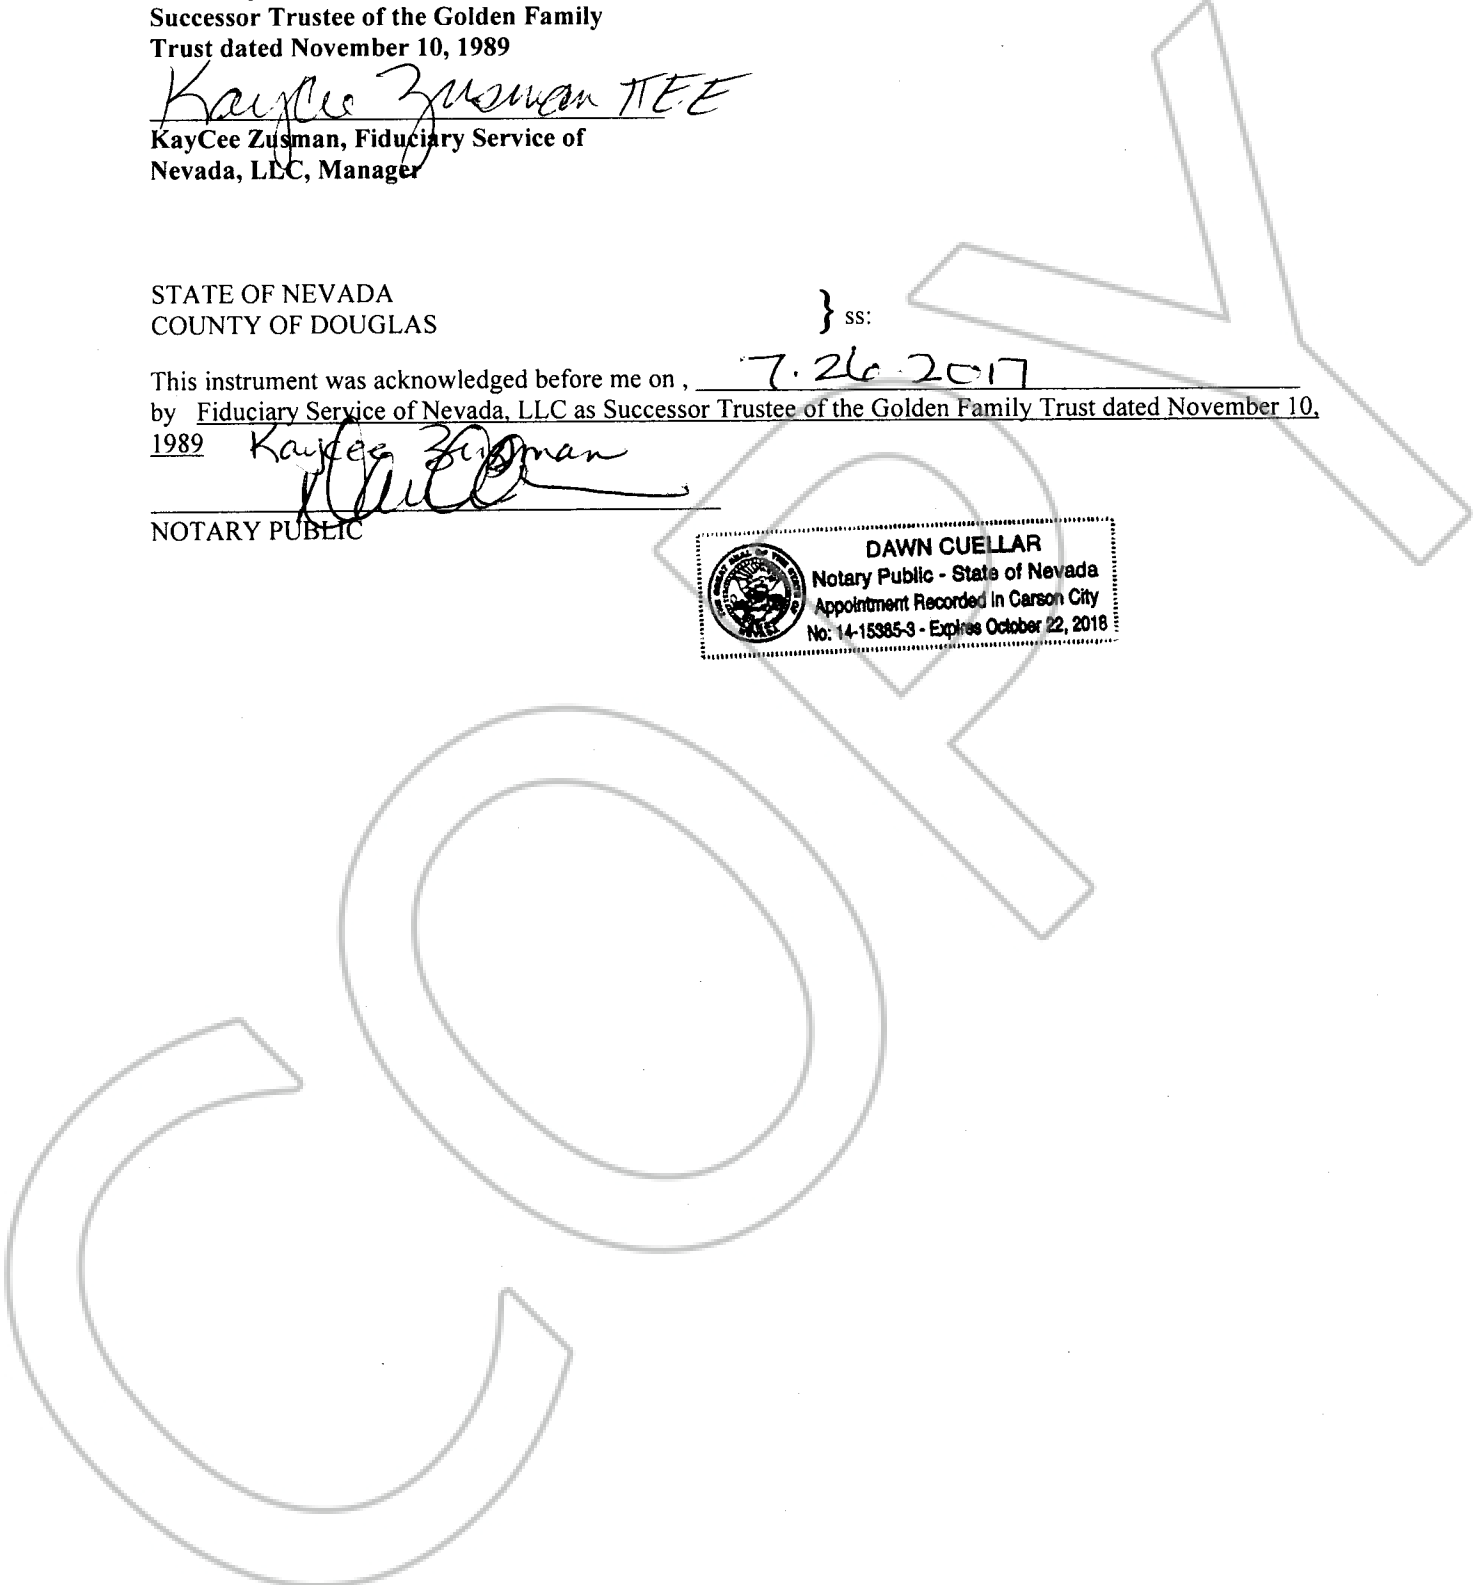 Successor Trustee of the Golden Family
Trust dated November 10, 1989
KayCee Zusman TTEE
KayCee Zusman, Fiduciary Service of
Nevada, LLC, Manager
STATE OF NEVADA
COUNTY OF DOUGLAS
} ss:
This instrument was acknowledged before me on , 7.26.2017
by Fiduciary Service of Nevada, LLC as Successor Trustee of the Golden Family Trust dated November 10,
1989 KayCee Zusman
NOTARY PUBLIC
DAWN CUELLAR
Notary Public - State of Nevada
Appointment Recorded in Carson City
No: 14-15385-3 - Expires October 22, 2018
COPY